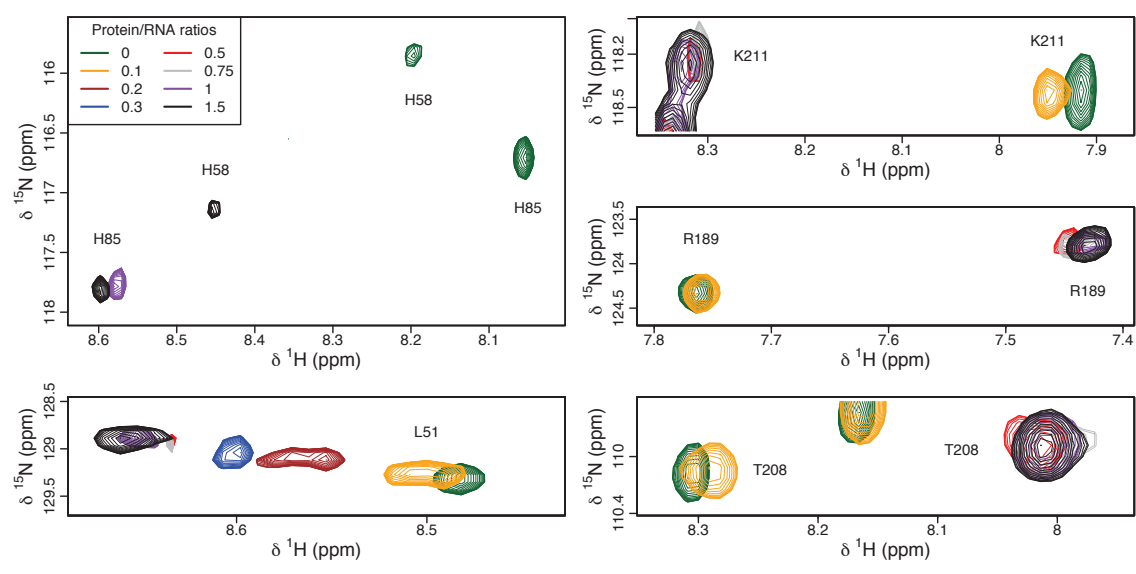 Protein/RNA ratios
0 0.5
0.1 0.75
0.2 1
0.3 1.5
H58
H58
H85
H85
116
116.5
117
117.5
118
δ 15N (ppm)
8.6 8.5 8.4 8.3 8.2 8.1
δ 1H (ppm)
K211
K211
118.2
118.5
δ 15N (ppm)
8.3 8.2 8.1 8 7.9
δ 1H (ppm)
R189
R189
123.5
124
124.5
δ 15N (ppm)
7.8 7.7 7.6 7.5 7.4
δ 1H (ppm)
L51
128.5
129
129.5
δ 15N (ppm)
8.6 8.5
δ 1H (ppm)
T208
T208
110
110.4
δ 15N (ppm)
8.3 8.2 8.1 8
δ 1H (ppm)